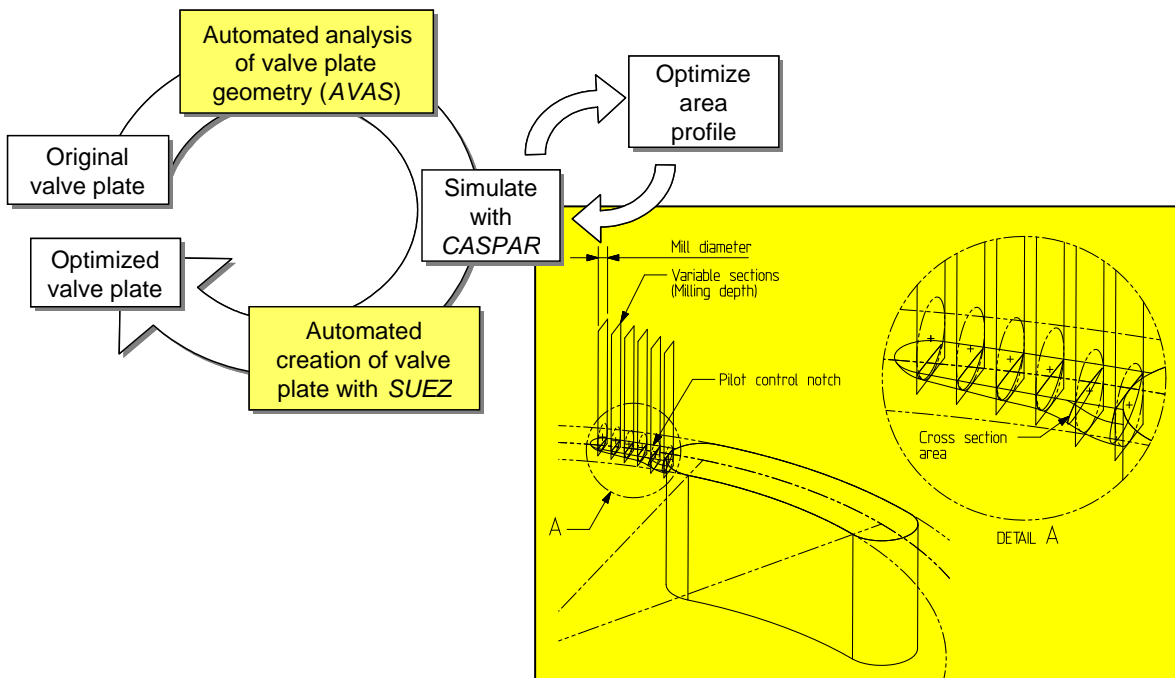 Automated analysis
of valve plate
geometry (AVAS)
Optimize
area
profile
Original
valve plate
Simulate
with
CASPAR
Optimized
valve plate
Automated
creation of valve
plate with SUEZ
Mill diameter
Variable sections
(Milling depth)
Pilot control notch
Cross section
area
A
DETAIL A